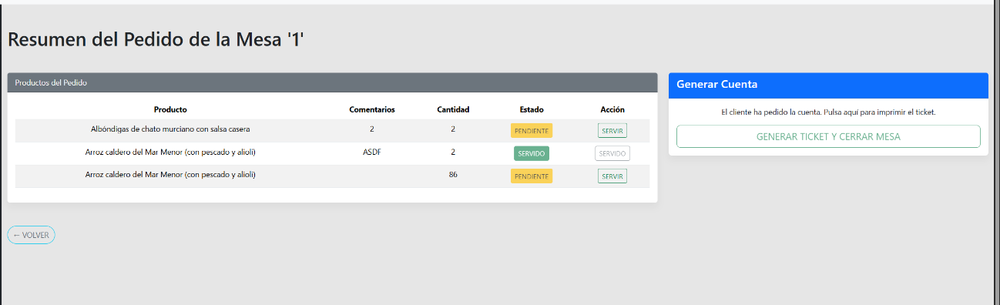 Resumen del Pedido de la Mesa '1'
Productos del Pedido
Producto Comentarios Cantidad Estado Acción
Albóndigas de chato murciano con salsa casera 2 2 PENDIENTE SERVIR
Arroz caldero del Mar Menor (con pescado y alioli) ASDF 2 SERVIDO SERVIDO
Arroz caldero del Mar Menor (con pescado y alioli) 86 PENDIENTE SERVIR
Generar Cuenta
El cliente ha pedido la cuenta. Pulsa aquí para imprimir el ticket.
GENERAR TICKET Y CERRAR MESA
← VOLVER